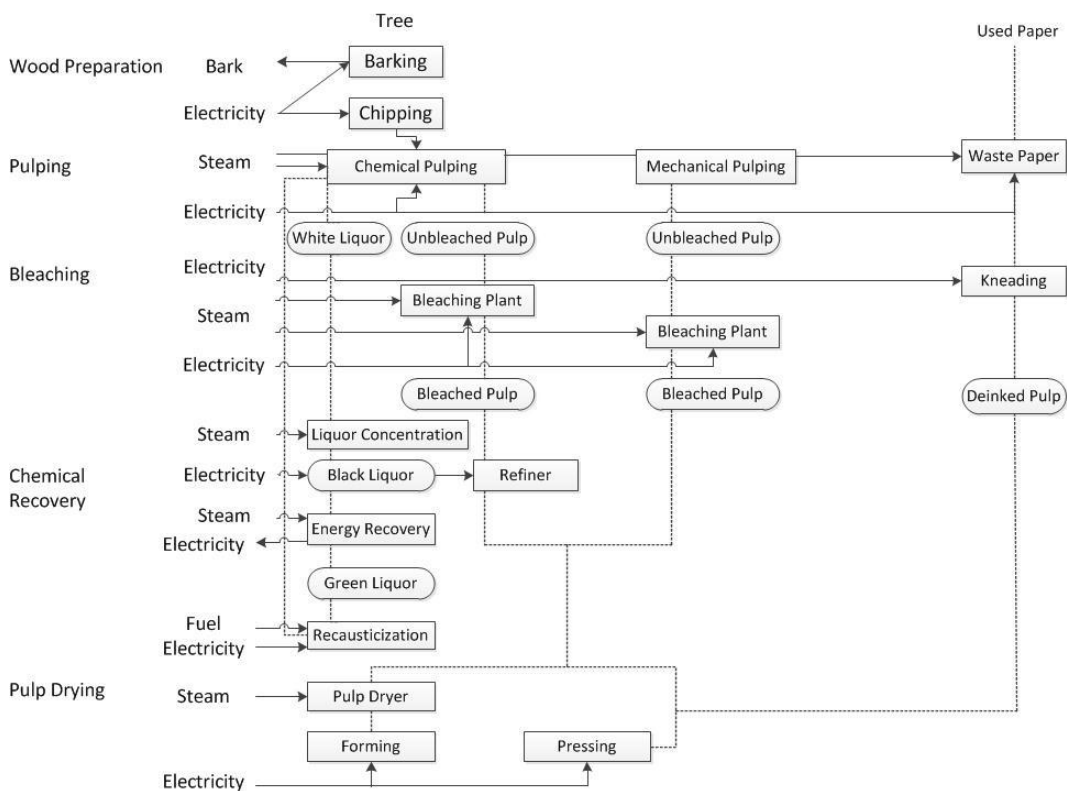 Tree
Used Paper
Wood Preparation Bark Barking
Electricity Chipping
Pulping Steam Chemical Pulping Mechanical Pulping Waste Paper
Electricity
White Liquor Unbleached Pulp Unbleached Pulp
Bleaching Electricity Kneading
Bleaching Plant
Steam
Bleaching Plant
Electricity
Bleached Pulp Bleached Pulp Deinked Pulp
Steam Liquor Concentration
Chemical Recovery Electricity Black Liquor Refiner
Steam
Energy Recovery
Electricity
Green Liquor
Fuel
Recausticization
Electricity
Pulp Drying Steam Pulp Dryer
Forming Pressing
Electricity